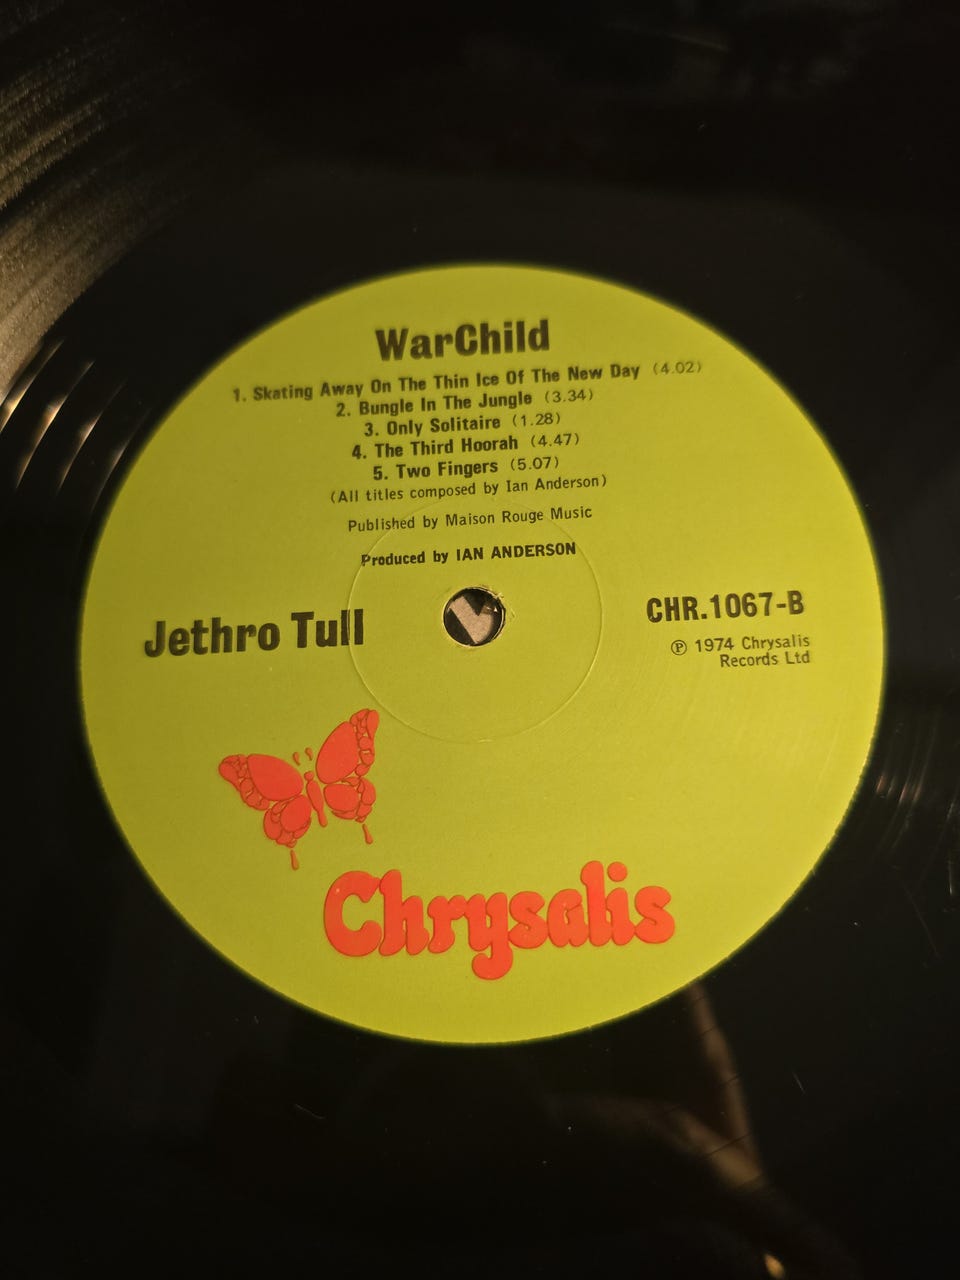 WarChild
1. Skating Away On The Thin Ice Of The New Day (4.02)
2. Bungle In The Jungle (3.34)
3. Only Solitaire (1.28)
4. The Third Hoorah (4.47)
5. Two Fingers (5.07)
(All titles composed by Ian Anderson)
Published by Maison Rouge Music
Produced by IAN ANDERSON
Jethro Tull
CHR.1067-B
℗ 1974 Chrysalis
Records Ltd
Chrysalis